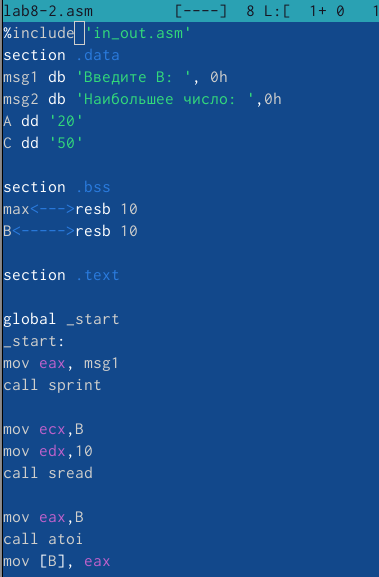 lab8-2.asm [----] 8 L:[ 1+ 0 1
%include 'in_out.asm'
section .data
msg1 db 'Введите B: ', 0h
msg2 db 'Наибольшее число: ',0h
A dd '20'
C dd '50'
section .bss
max<--->resb 10
B<----->resb 10
section .text
global _start
_start:
mov eax, msg1
call sprint
mov ecx,B
mov edx,10
call sread
mov eax,B
call atoi
mov [B], eax